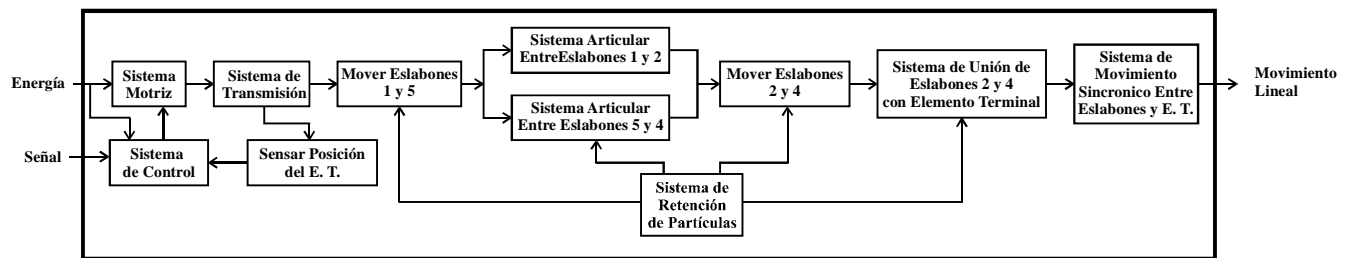 Energía
Señal
Sistema
Motriz
Sistema de
Transmisión
Sistema
de Control
Sensar Posición
del E. T.
Mover Eslabones
1 y 5
Sistema Articular
EntreEslabones 1 y 2
Sistema Articular
Entre Eslabones 5 y 4
Mover Eslabones
2 y 4
Sistema de
Retención
de Partículas
Sistema de Unión de
Eslabones 2 y 4
con Elemento Terminal
Sistema de
Movimiento
Sincronico Entre
Eslabones y E. T.
Movimiento
Lineal